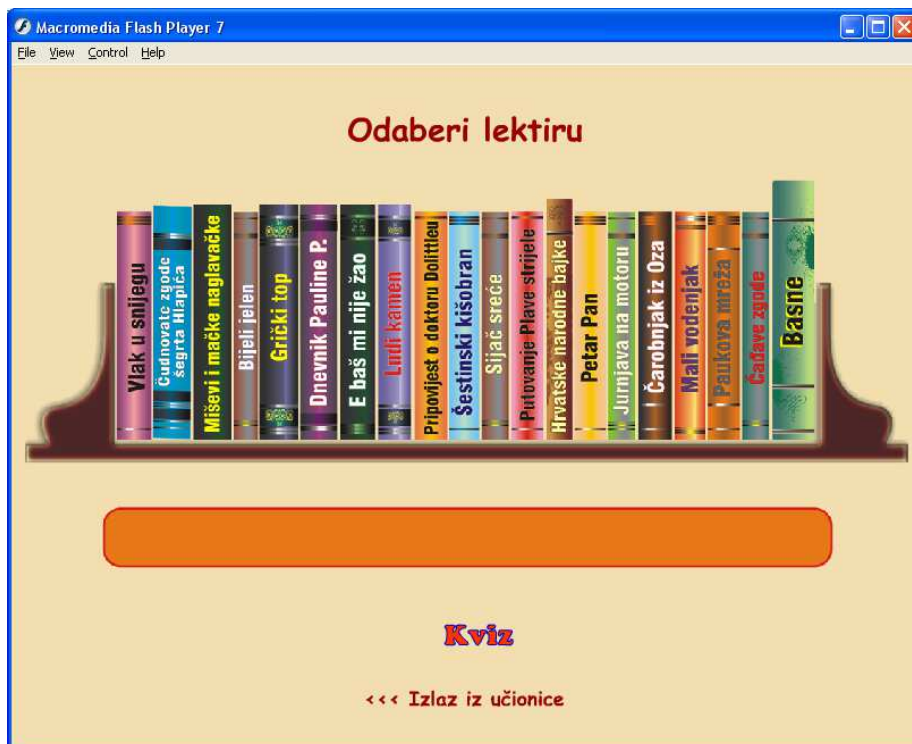 Macromedia Flash Player 7
File View Control Help
Odaberi lektiru
Vlak u snijegu
Čudnovate zgode
šegrta Hlapića
Miševi i mačke naglavačke
Bijeli jelen
Grički top
Dnevnik Pauline P.
E baš mi nije žao
Ludi kamen
Pripovijest o doktoru Dolittleu
Šestinski kišobran
Sijač sreće
Putovanje Plave strijele
Hrvatske narodne bajke
Petar Pan
Jurnjava na motoru
Čarobnjak iz Oza
Mali vodenjak
Paukova mreža
Čađave zgode
Basne
Kviz
<<< Izlaz iz učionice